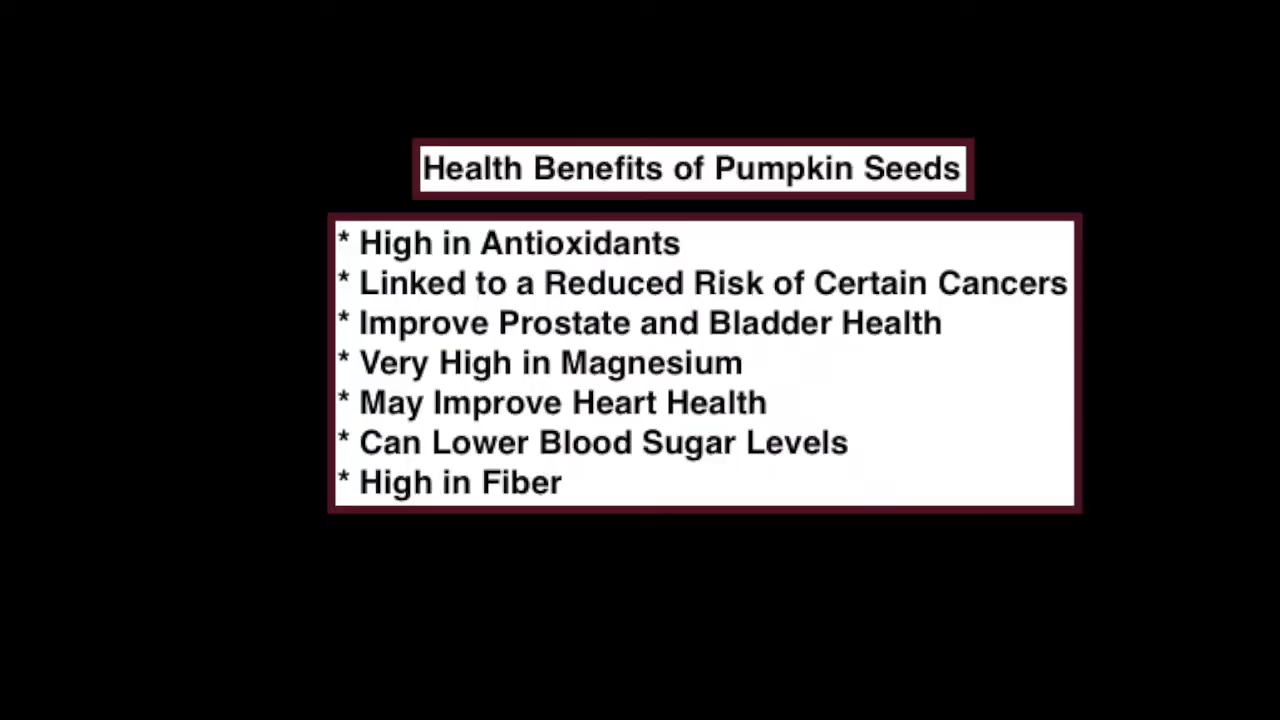 Health Benefits of Pumpkin Seeds
* High in Antioxidants
* Linked to a Reduced Risk of Certain Cancers
* Improve Prostate and Bladder Health
* Very High in Magnesium
* May Improve Heart Health
* Can Lower Blood Sugar Levels
* High in Fiber